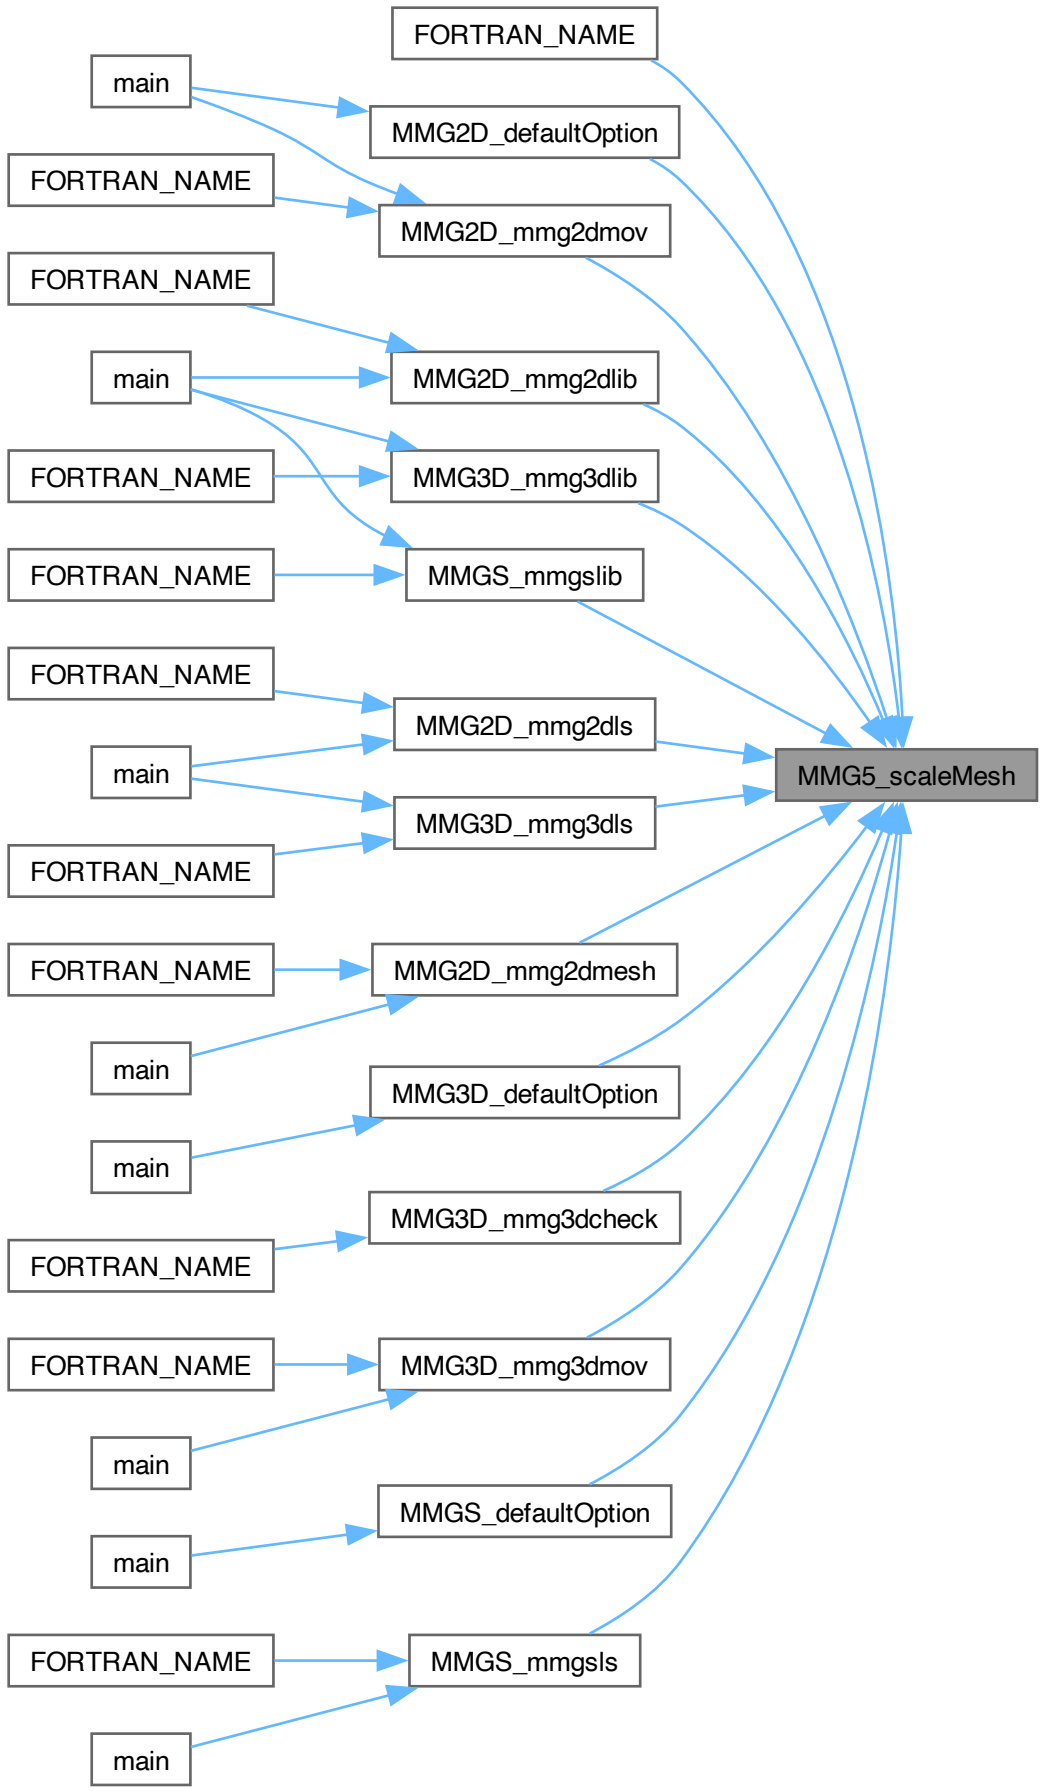 FORTRAN_NAME
main
MMG2D_defaultOption
FORTRAN_NAME
MMG2D_mmg2dmov
FORTRAN_NAME
main
MMG2D_mmg2dlib
FORTRAN_NAME
MMG3D_mmg3dlib
FORTRAN_NAME
MMGS_mmgslib
FORTRAN_NAME
MMG2D_mmg2dls
main
MMG5_scaleMesh
MMG3D_mmg3dls
FORTRAN_NAME
FORTRAN_NAME
MMG2D_mmg2dmesh
main
MMG3D_defaultOption
main
MMG3D_mmg3dcheck
FORTRAN_NAME
FORTRAN_NAME
MMG3D_mmg3dmov
main
MMGS_defaultOption
main
FORTRAN_NAME
MMGS_mmgsls
main